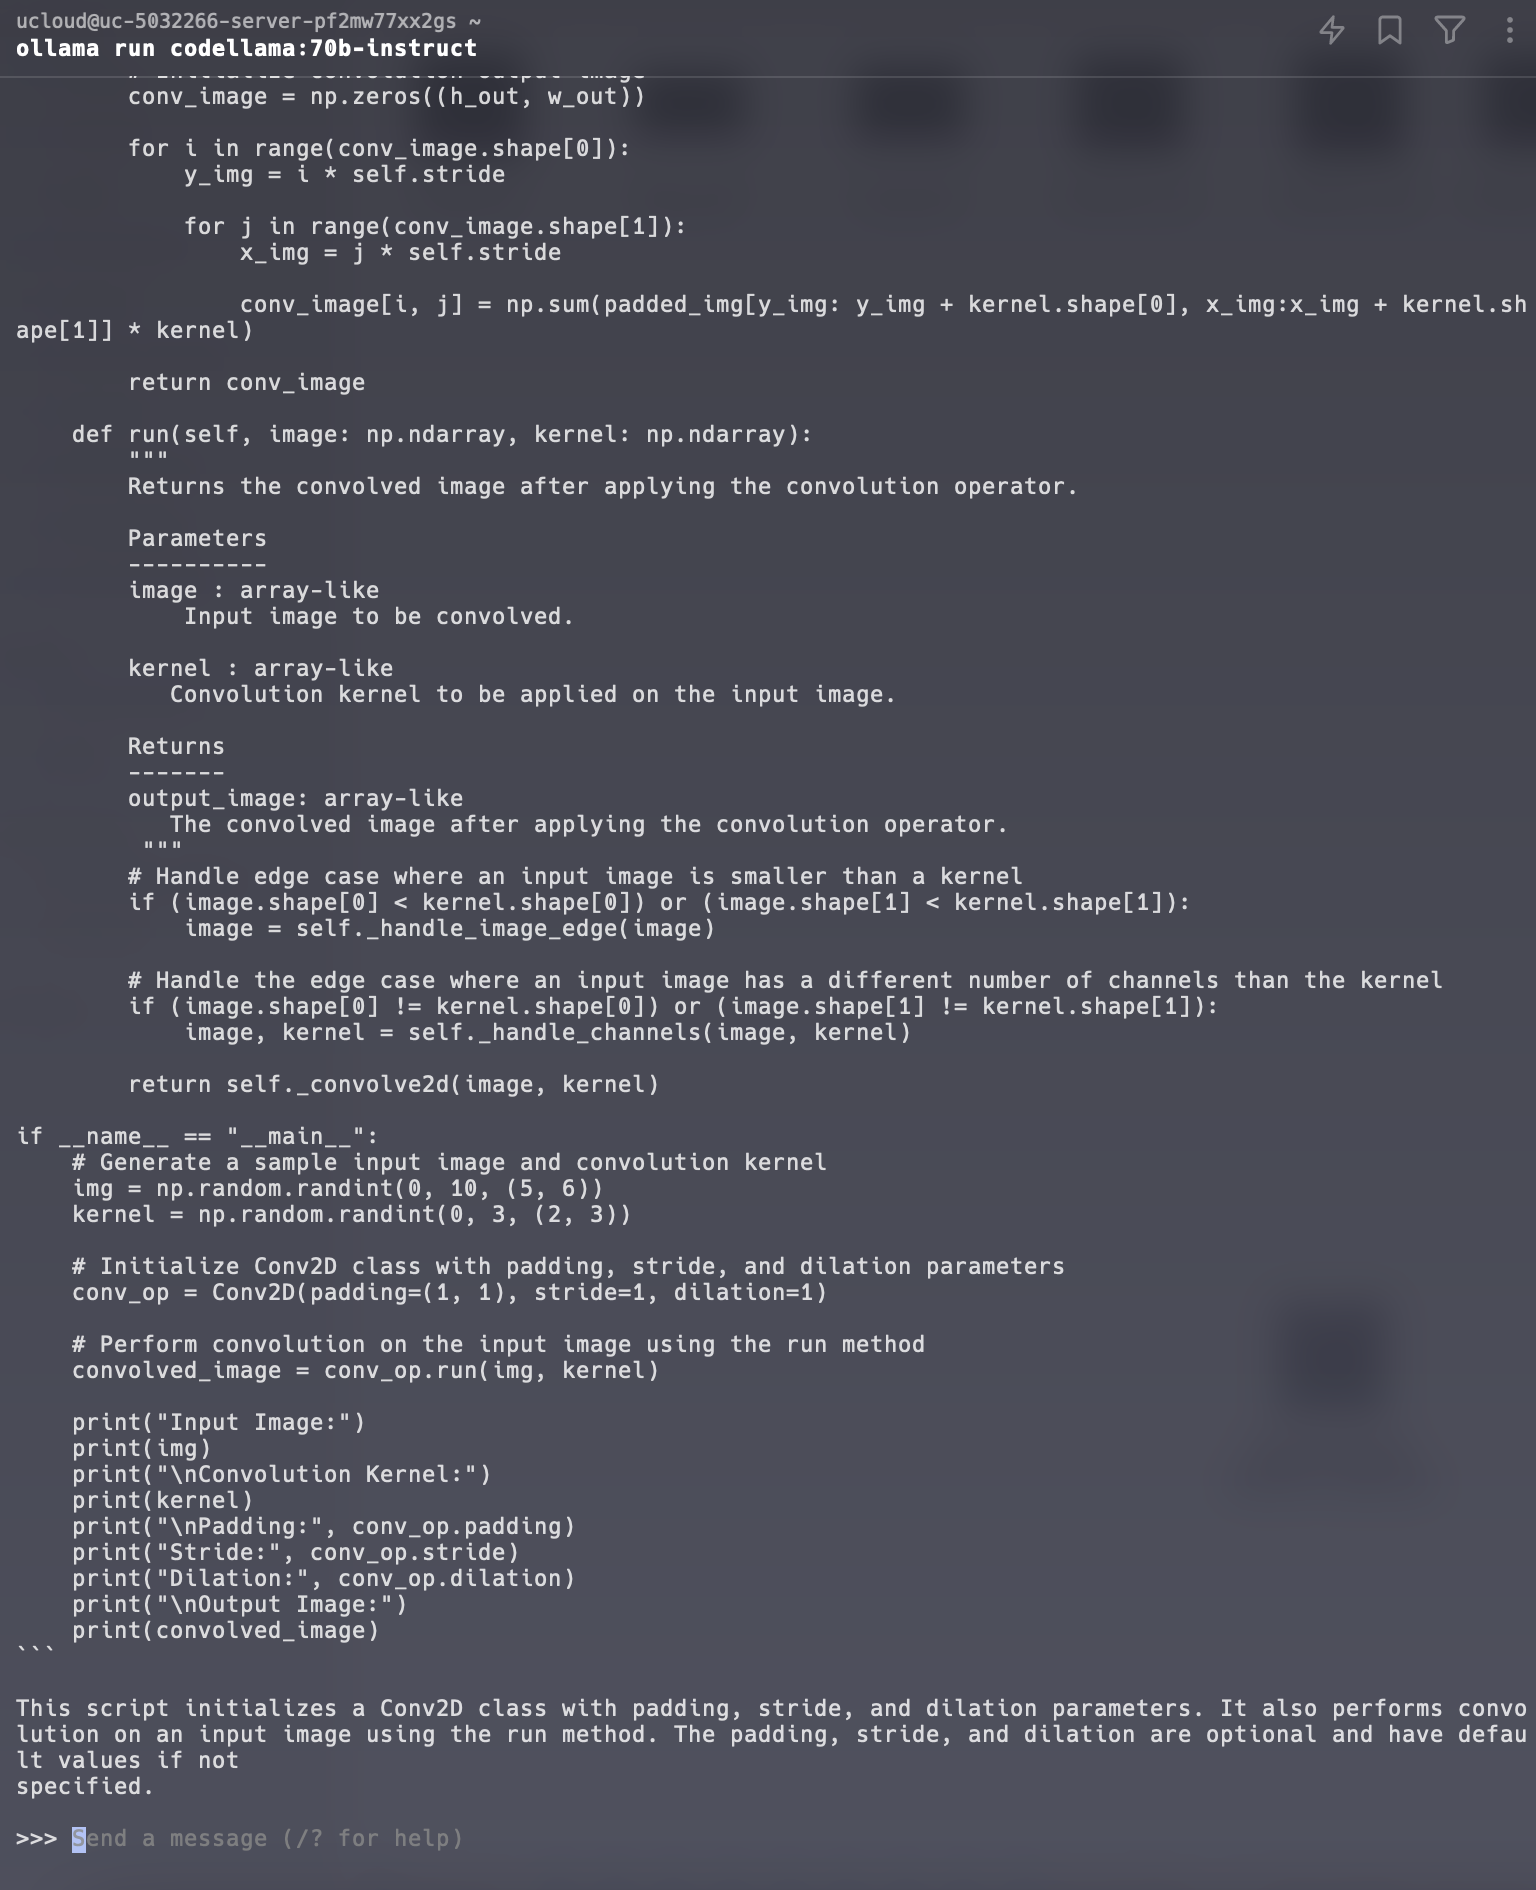 ucloud@uc-5032266-server-pf2mw77xx2gs ~
ollama run codellama:70b-instruct
# Initialize convolution output image
conv_image = np.zeros((h_out, w_out))
for i in range(conv_image.shape[0]):
y_img = i * self.stride
for j in range(conv_image.shape[1]):
x_img = j * self.stride
conv_image[i, j] = np.sum(padded_img[y_img: y_img + kernel.shape[0], x_img:x_img + kernel.sh
ape[1]] * kernel)
return conv_image
def run(self, image: np.ndarray, kernel: np.ndarray):
"""
Returns the convolved image after applying the convolution operator.
Parameters
----------
image : array-like
Input image to be convolved.
kernel : array-like
Convolution kernel to be applied on the input image.
Returns
-------
output_image: array-like
The convolved image after applying the convolution operator.
"""
# Handle edge case where an input image is smaller than a kernel
if (image.shape[0] < kernel.shape[0]) or (image.shape[1] < kernel.shape[1]):
image = self._handle_image_edge(image)
# Handle the edge case where an input image has a different number of channels than the kernel
if (image.shape[0] != kernel.shape[0]) or (image.shape[1] != kernel.shape[1]):
image, kernel = self._handle_channels(image, kernel)
return self._convolve2d(image, kernel)
if __name__ == "__main__":
# Generate a sample input image and convolution kernel
img = np.random.randint(0, 10, (5, 6))
kernel = np.random.randint(0, 3, (2, 3))
# Initialize Conv2D class with padding, stride, and dilation parameters
conv_op = Conv2D(padding=(1, 1), stride=1, dilation=1)
# Perform convolution on the input image using the run method
convolved_image = conv_op.run(img, kernel)
print("Input Image:")
print(img)
print("\nConvolution Kernel:")
print(kernel)
print("\nPadding:", conv_op.padding)
print("Stride:", conv_op.stride)
print("Dilation:", conv_op.dilation)
print("\nOutput Image:")
print(convolved_image)
```
This script initializes a Conv2D class with padding, stride, and dilation parameters. It also performs convo
lution on an input image using the run method. The padding, stride, and dilation are optional and have defau
lt values if not
specified.
>>> Send a message (/? for help)